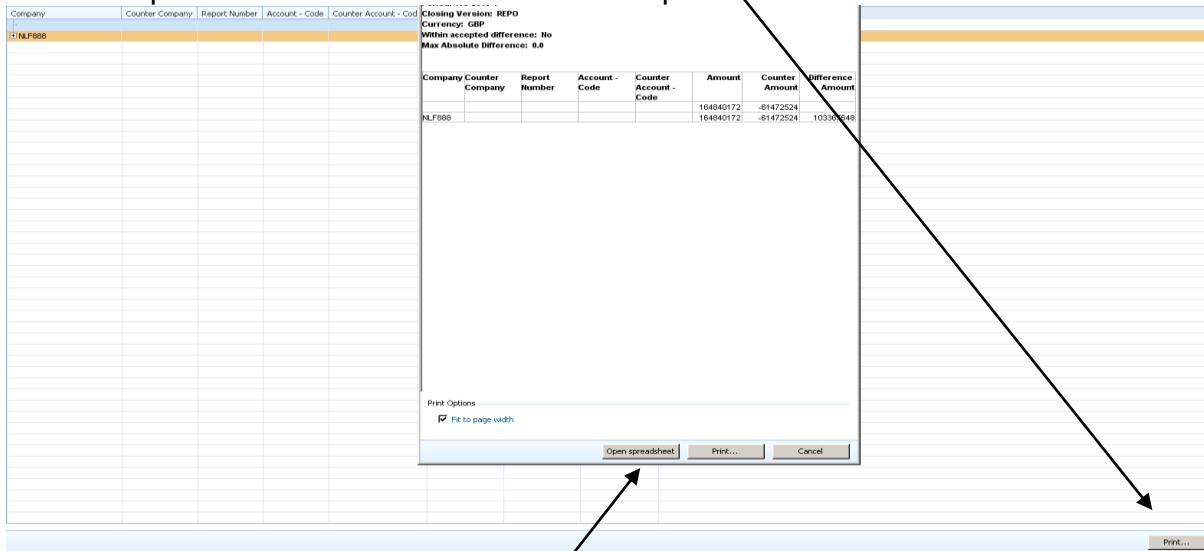 Company Counter Company Report Number Account - Code Counter Account - Cod
NLF888
Closing Version: REPO
Currency: GBP
Within accepted difference: No
Max Absolute Difference: 0.0
Company Counter Report Account - Counter Amount Counter Difference
Company Number Code Account - Amount Amount
Code
164840172 -61472524
NLF888 164840172 -61472524 103367648
Print Options
Fit to page width
Open spreadsheet Print... Cancel
Print...